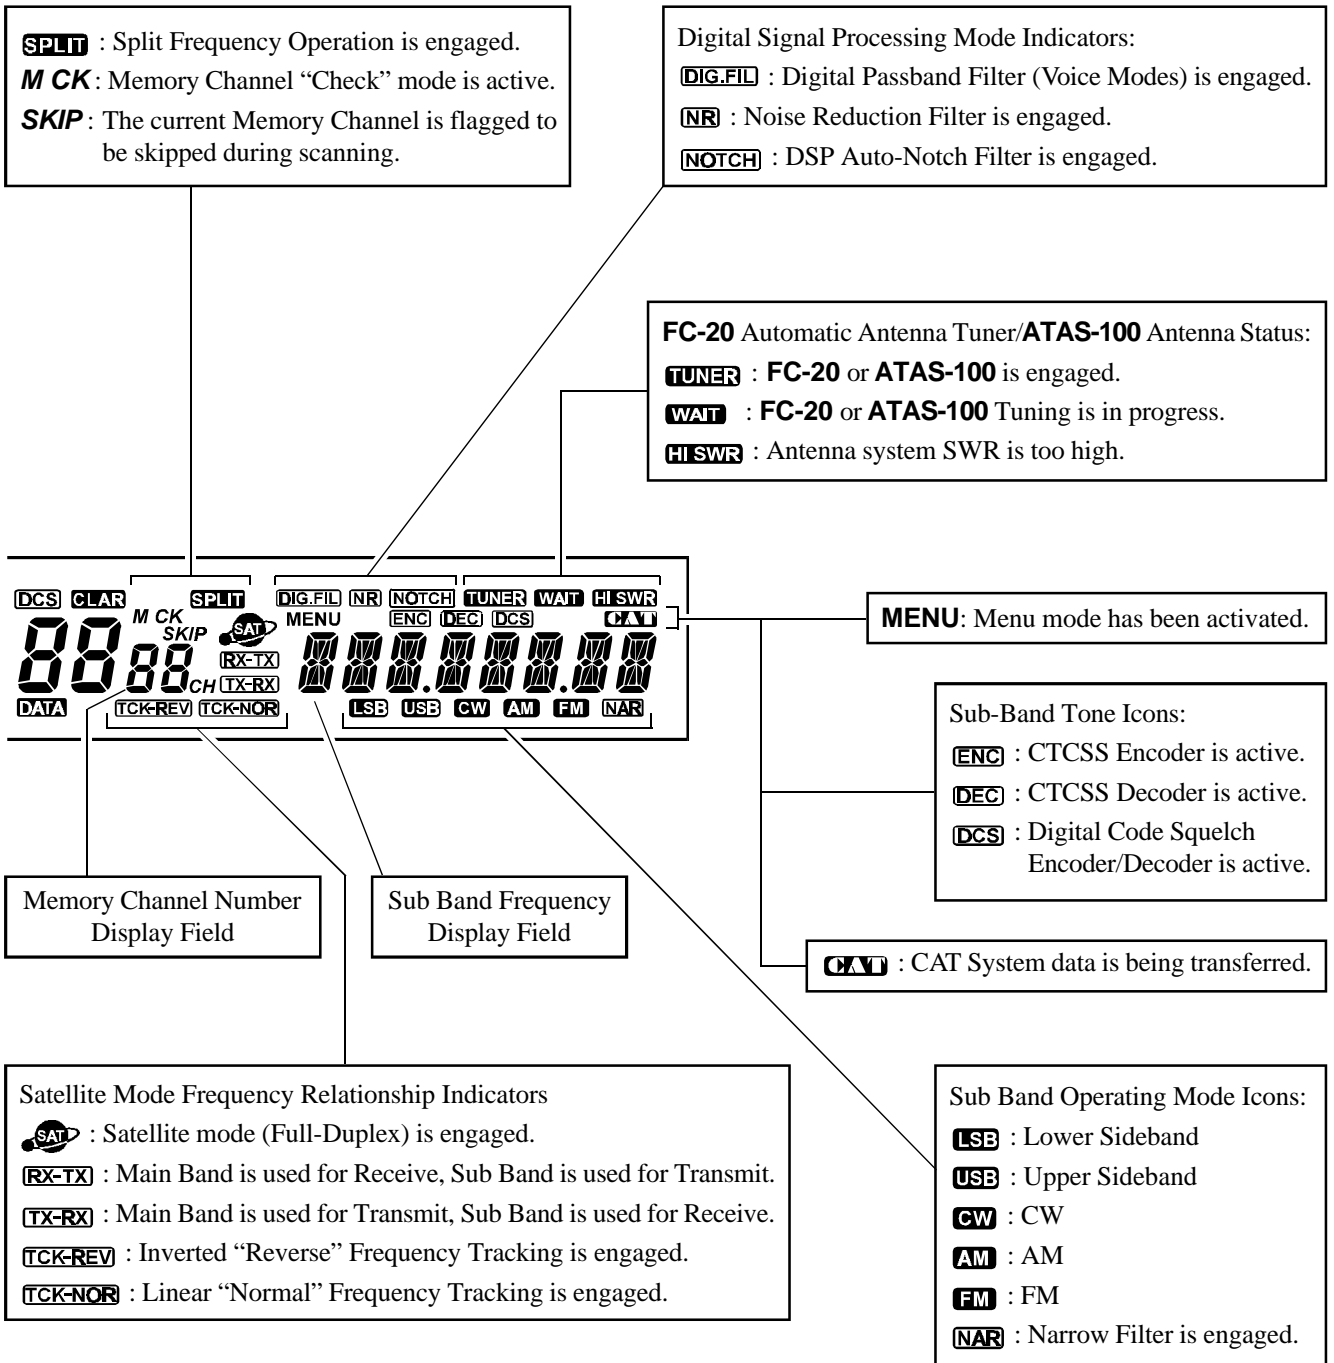 SPLIT : Split Frequency Operation is engaged.
M CK : Memory Channel “Check” mode is active.
SKIP : The current Memory Channel is flagged to
be skipped during scanning.
Digital Signal Processing Mode Indicators:
DIG.FIL : Digital Passband Filter (Voice Modes) is engaged.
NR : Noise Reduction Filter is engaged.
NOTCH : DSP Auto-Notch Filter is engaged.
FC-20 Automatic Antenna Tuner/ATAS-100 Antenna Status:
TUNER : FC-20 or ATAS-100 is engaged.
WAIT : FC-20 or ATAS-100 Tuning is in progress.
HI SWR : Antenna system SWR is too high.
DCS CLAR SPLIT DIG.FIL NR NOTCH TUNER WAIT HI SWR
M CK MENU ENC DEC DCS CAT
SKIP SAT
88 88 CH RX-TX
TX-RX
DATA TCK-REV TCK-NOR LSB USB CW AM FM NAR
MENU: Menu mode has been activated.
Sub-Band Tone Icons:
ENC : CTCSS Encoder is active.
DEC : CTCSS Decoder is active.
DCS : Digital Code Squelch
Encoder/Decoder is active.
Memory Channel Number
Display Field
Sub Band Frequency
Display Field
CAT : CAT System data is being transferred.
Satellite Mode Frequency Relationship Indicators
SAT : Satellite mode (Full-Duplex) is engaged.
RX-TX : Main Band is used for Receive, Sub Band is used for Transmit.
TX-RX : Main Band is used for Transmit, Sub Band is used for Receive.
TCK-REV : Inverted “Reverse” Frequency Tracking is engaged.
TCK-NOR : Linear “Normal” Frequency Tracking is engaged.
Sub Band Operating Mode Icons:
LSB : Lower Sideband
USB : Upper Sideband
CW : CW
AM : AM
FM : FM
NAR : Narrow Filter is engaged.